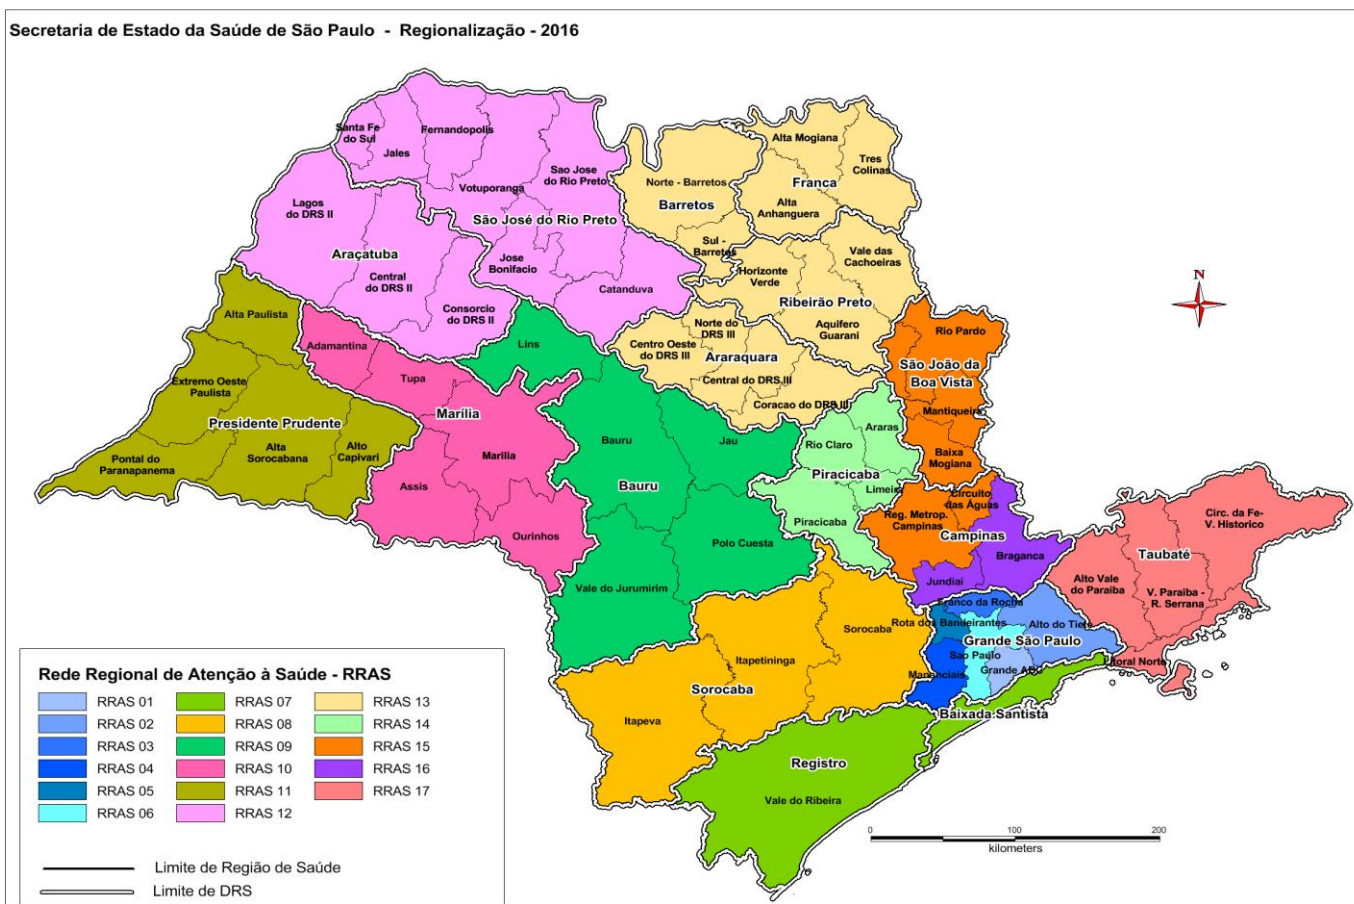 Secretaria de Estado da Saúde de São Paulo - Regionalização - 2016
Santa Fe
do Sul
Jales
Fernandopolis
Votuporanga
Sao Jose
do Rio Preto
São José do Rio Preto
Jose
Bonifacio
Catanduva
Lagos
do DRS II
Araçatuba
Central
do DRS II
Consorcio
do DRS II
Norte - Barretos
Barretos
Sul -
Barretos
Alta Mogiana
Tres
Colinas
França
Alta
Anhanguera
Horizonte
Verde
Vale das
Cachoeiras
Ribeirão Preto
Aquifero
Guarani
Norte do
DRS III
Centro Oeste
do DRS III
Araraquara
Central do DRS III
Coracao do DRS III
N
Rio Pardo
São João da
Boa Vista
Mantiqueira
Baixa
Mogiana
Alta Paulista
Extremo Oeste
Paulista
Presidente Prudente
Pontal do
Paranapanema
Alta
Sorocabana
Alto
Capivari
Adamantina
Tupa
Marília
Marilia
Assis
Ourinhos
Lins
Bauru
Jau
Bauru
Polo Cuesta
Vale do Jurumirim
Rio Claro
Araras
Piracicaba
Limeira
Piracicaba
Circuito
das Águas
Reg. Metrop.
Campinas
Campinas
Braganca
Jundiai
Circ. da Fe-
V. Historico
Taubaté
Alto Vale
do Paraiba
V. Paraiba -
R. Serrana
Litoral Norte
Franco da Rocha
Rota dos Bandeirantes
Alto do Tiete
Grande São Paulo
Sao Paulo
Grande ABC
Mananciais
Baixada Santista
Sorocaba
Itapetininga
Sorocaba
Itapeva
Registro
Vale do Ribeira
0 100 200
kilometers
Rede Regional de Atenção à Saúde - RRAS
RRAS 01 RRAS 07 RRAS 13
RRAS 02 RRAS 08 RRAS 14
RRAS 03 RRAS 09 RRAS 15
RRAS 04 RRAS 10 RRAS 16
RRAS 05 RRAS 11 RRAS 17
RRAS 06 RRAS 12
Limite de Região de Saúde
Limite de DRS